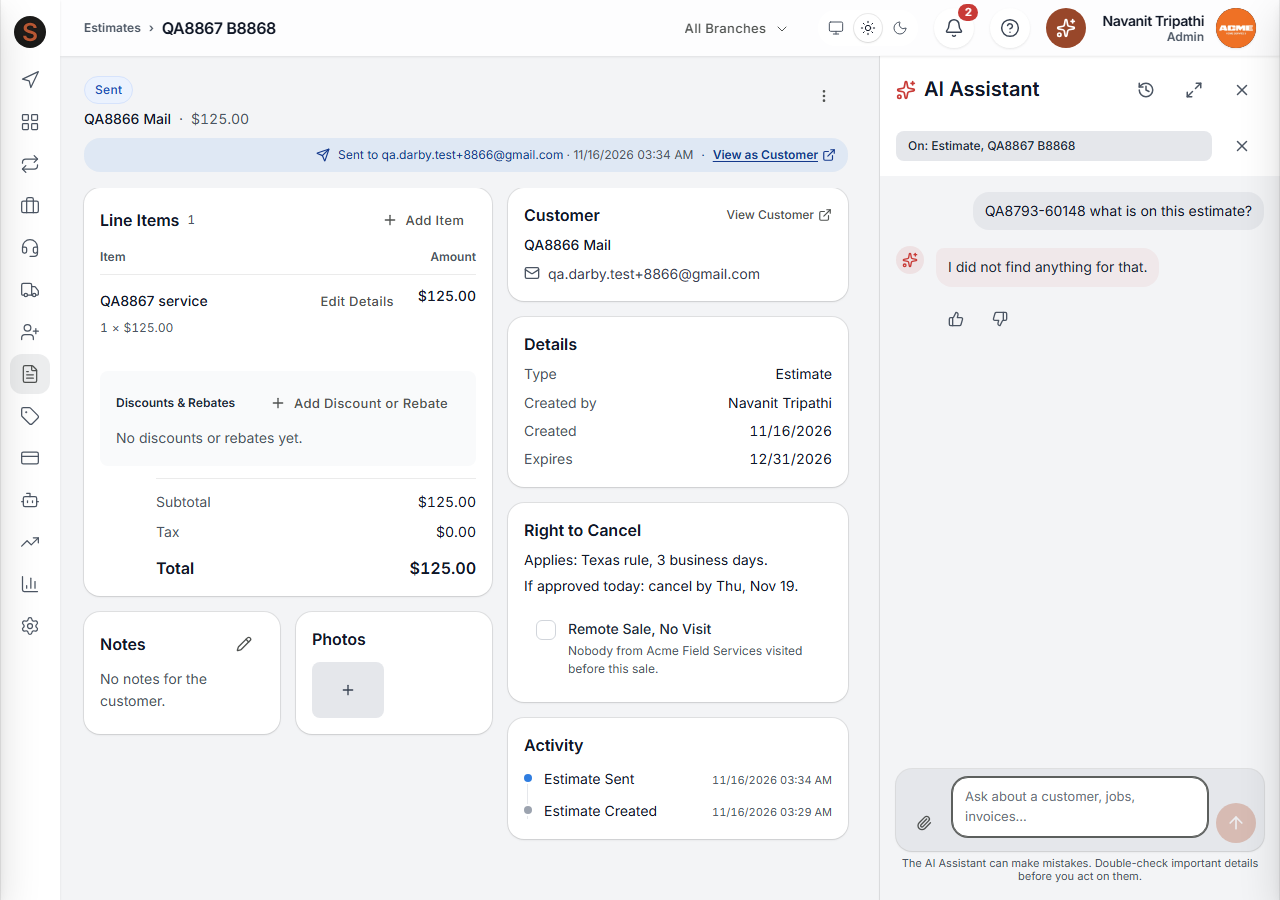 S
Estimates › QA8867 B8868
All Branches
2
Navanit Tripathi
Admin
ACME
Sent
QA8866 Mail · $125.00
Sent to qa.darby.test+8866@gmail.com · 11/16/2026 03:34 AM · View as Customer
Line Items 1
+ Add Item
Item Amount
QA8867 service Edit Details $125.00
1 × $125.00
Discounts & Rebates + Add Discount or Rebate
No discounts or rebates yet.
Subtotal $125.00
Tax $0.00
Total $125.00
Notes
No notes for the
customer.
Photos
+
Customer View Customer
QA8866 Mail
qa.darby.test+8866@gmail.com
Details
Type Estimate
Created by Navanit Tripathi
Created 11/16/2026
Expires 12/31/2026
Right to Cancel
Applies: Texas rule, 3 business days.
If approved today: cancel by Thu, Nov 19.
Remote Sale, No Visit
Nobody from Acme Field Services visited
before this sale.
Activity
Estimate Sent 11/16/2026 03:34 AM
Estimate Created 11/16/2026 03:29 AM
AI Assistant
On: Estimate, QA8867 B8868
QA8793-60148 what is on this estimate?
I did not find anything for that.
Ask about a customer, jobs,
invoices...
The AI Assistant can make mistakes. Double-check important details
before you act on them.